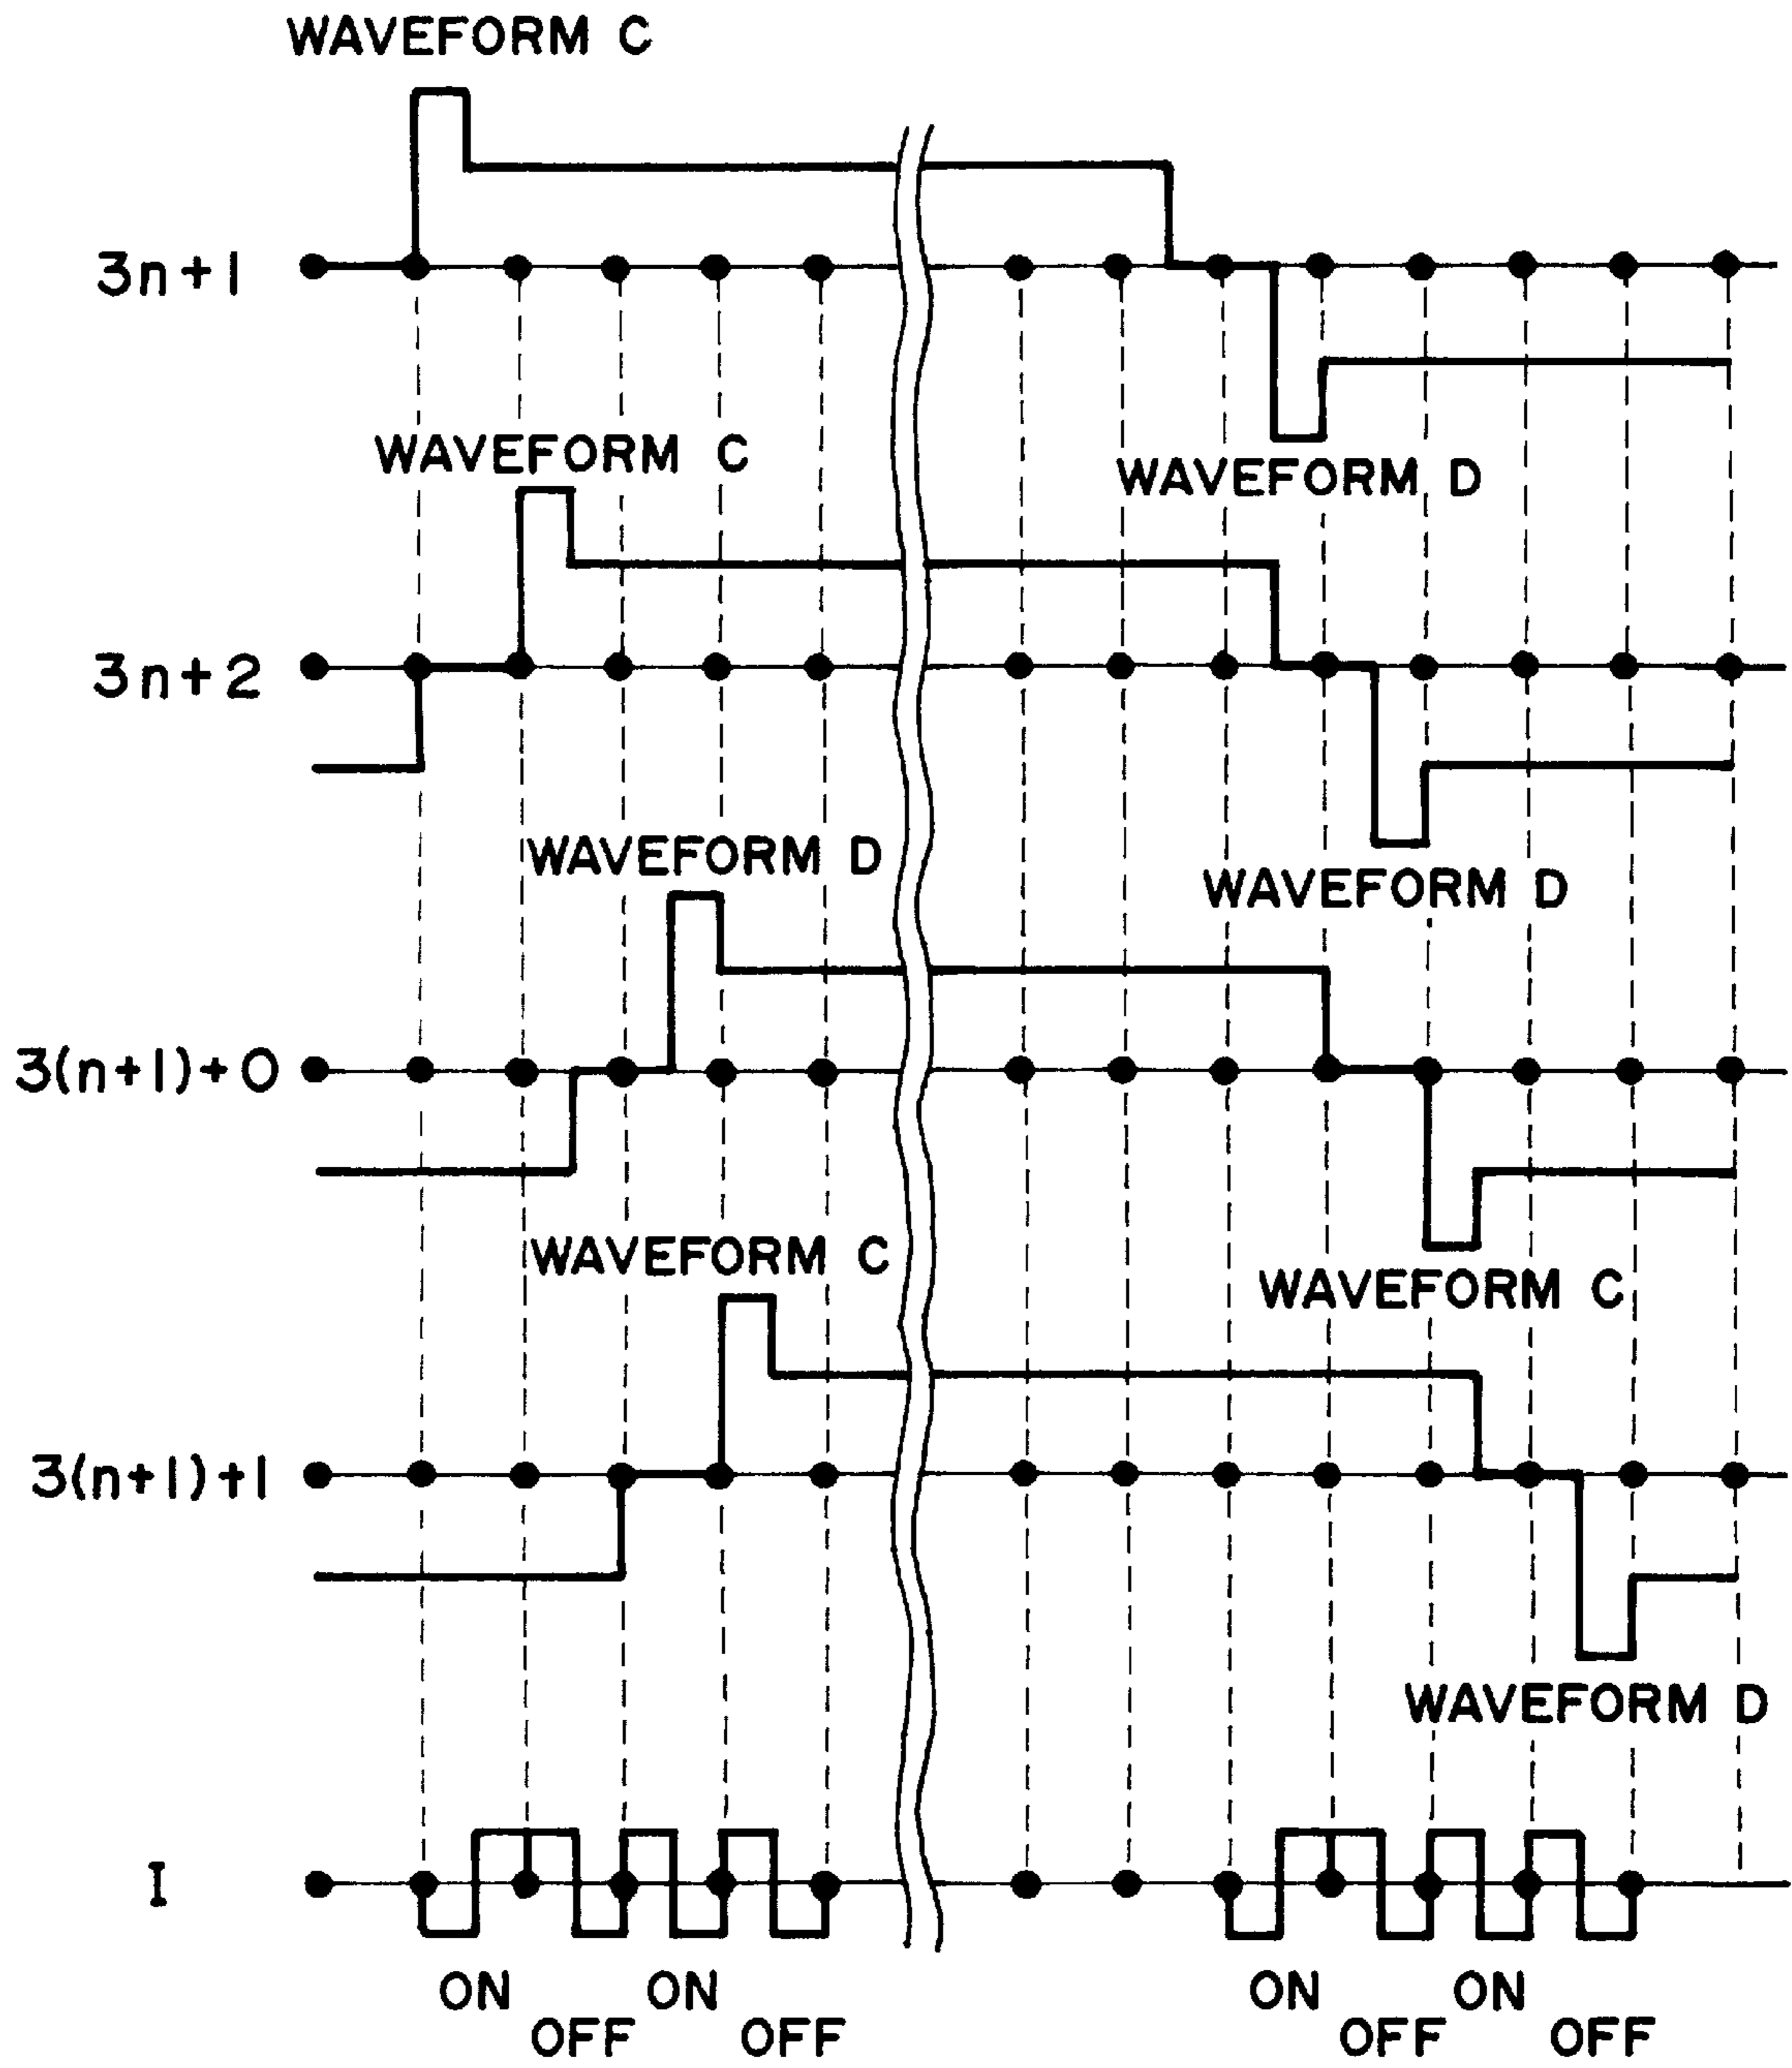 WAVEFORM C
3n+1
WAVEFORM C
WAVEFORM D
3n+2
WAVEFORM D
WAVEFORM D
3(n+1)+0
WAVEFORM C
WAVEFORM C
3(n+1)+1
WAVEFORM D
I
ON ON ON ON
OFF OFF OFF OFF